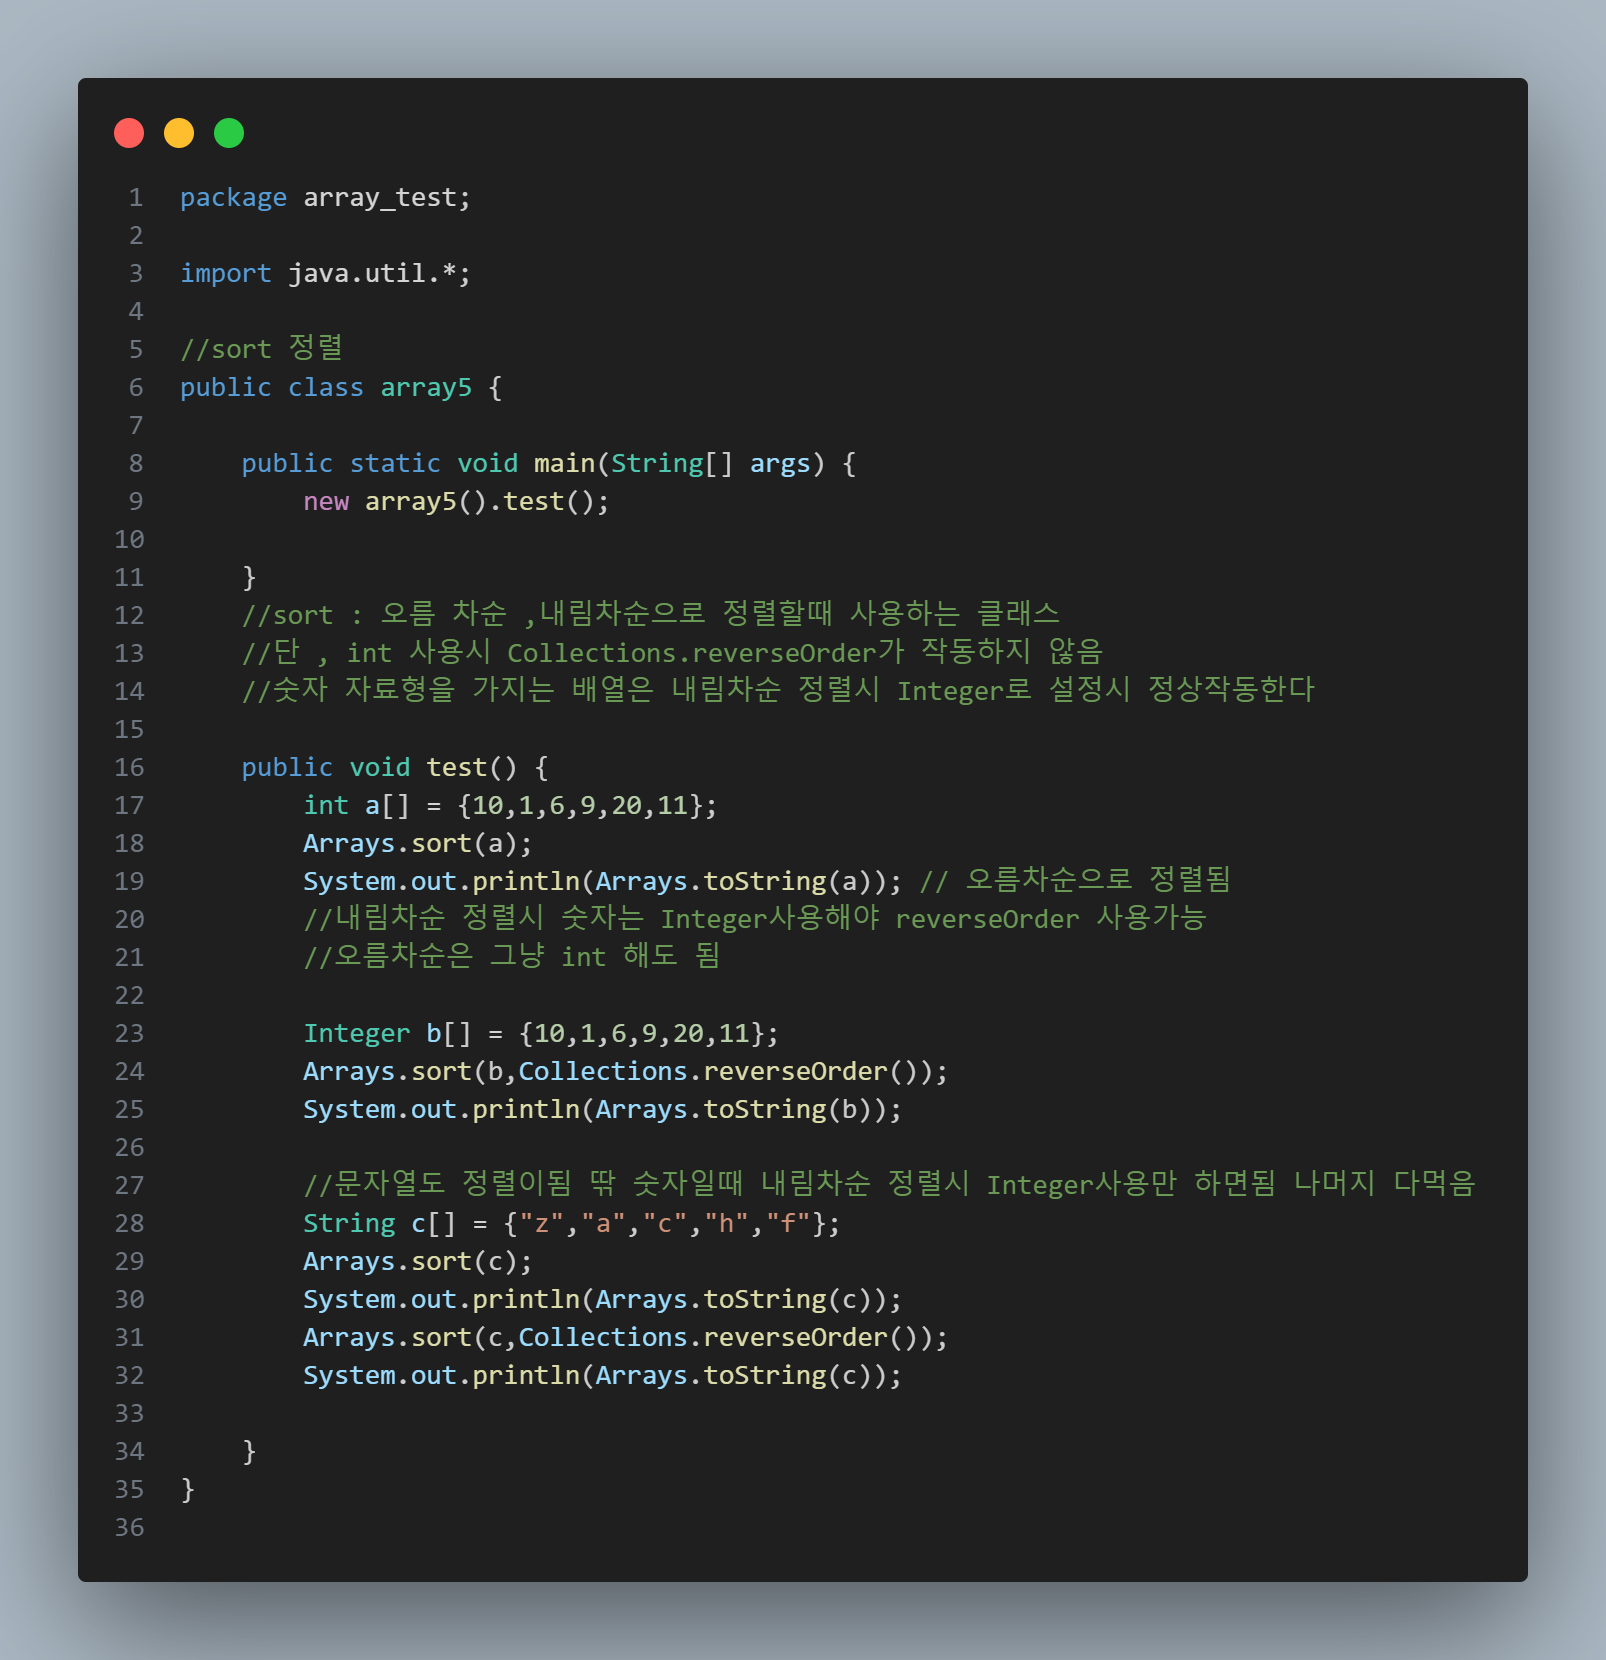 1 package array_test;
2
3 import java.util.*;
4
5 //sort 정렬
6 public class array5 {
7
8     public static void main(String[] args) {
9         new array5().test();
10
11     }
12     //sort : 오름 차순 ,내림차순으로 정렬할때 사용하는 클래스
13     //단 , int 사용시 Collections.reverseOrder가 작동하지 않음
14     //숫자 자료형을 가지는 배열은 내림차순 정렬시 Integer로 설정시 정상작동한다
15
16     public void test() {
17         int a[] = {10,1,6,9,20,11};
18         Arrays.sort(a);
19         System.out.println(Arrays.toString(a)); // 오름차순으로 정렬됨
20         //내림차순 정렬시 숫자는 Integer사용해야 reverseOrder 사용가능
21         //오름차순은 그냥 int 해도 됨
22
23         Integer b[] = {10,1,6,9,20,11};
24         Arrays.sort(b,Collections.reverseOrder());
25         System.out.println(Arrays.toString(b));
26
27         //문자열도 정렬이됨 딲 숫자일때 내림차순 정렬시 Integer사용만 하면됨 나머지 다먹음
28         String c[] = {"z","a","c","h","f"};
29         Arrays.sort(c);
30         System.out.println(Arrays.toString(c));
31         Arrays.sort(c,Collections.reverseOrder());
32         System.out.println(Arrays.toString(c));
33
34     }
35 }
36